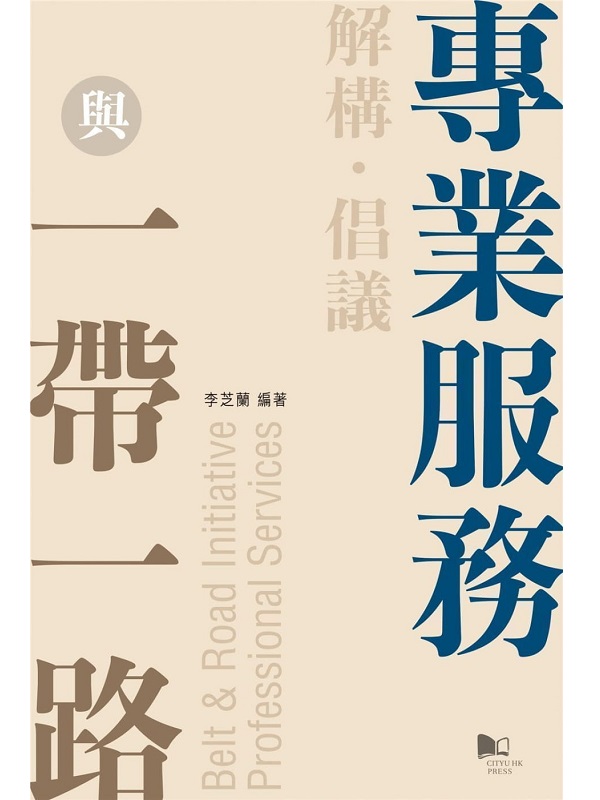 專業服務
解構・倡議
與
一帶一路
李芝蘭 編著
Belt & Road Initiative
Professional Services
CITYU HK
PRESS